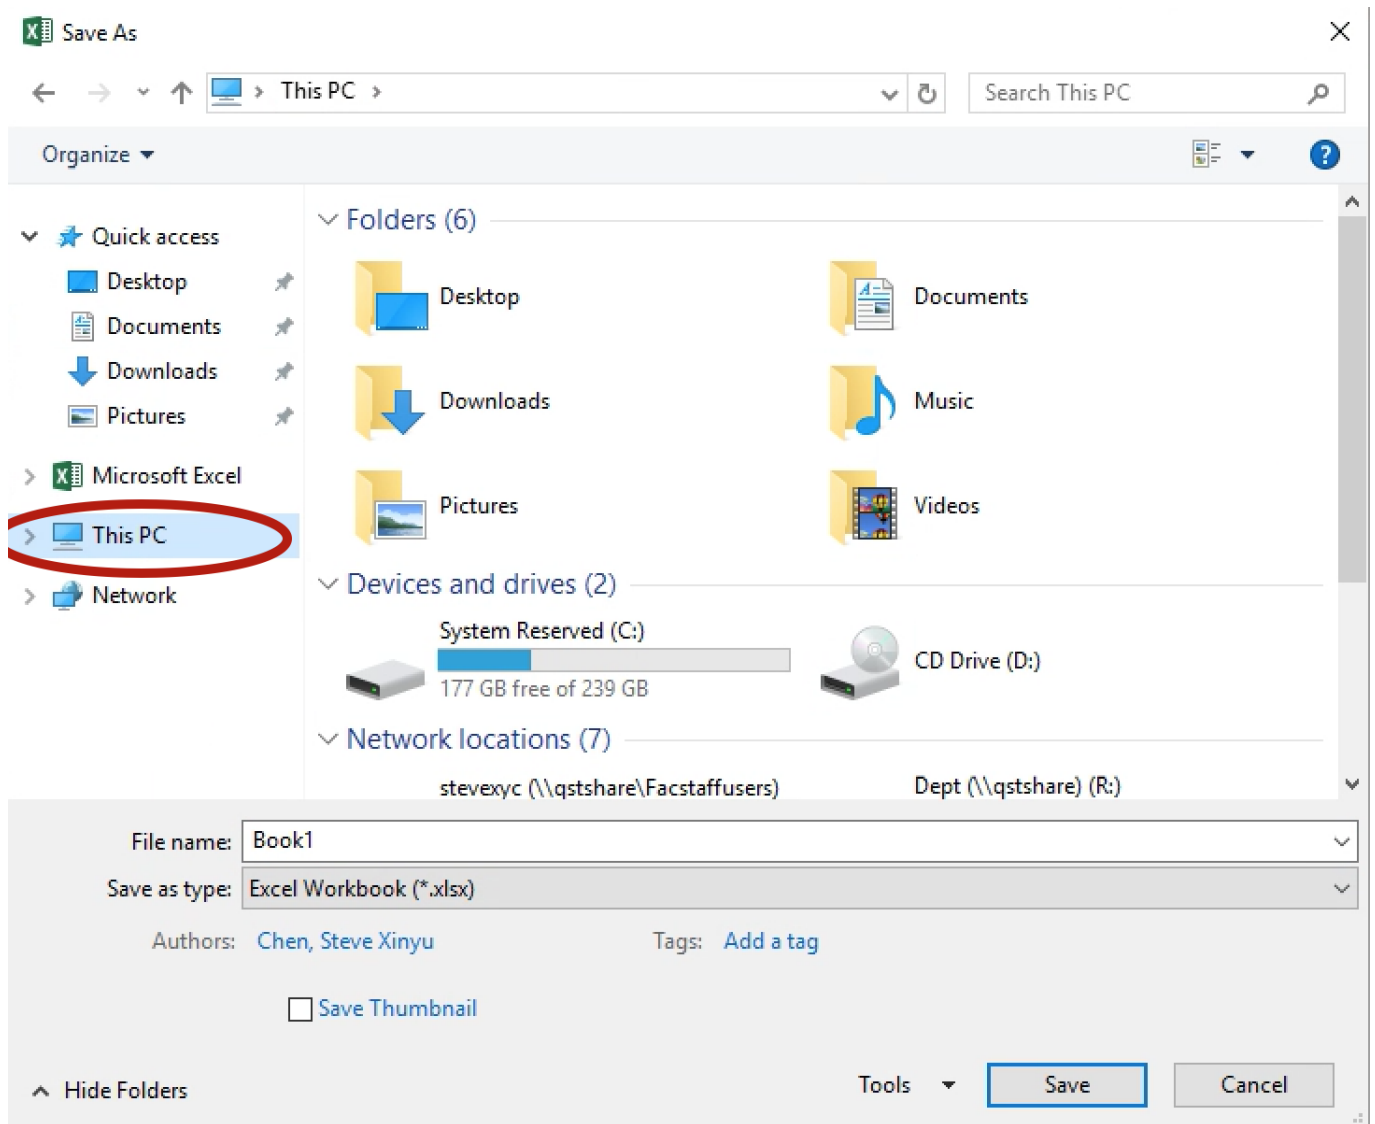 Save As
This PC
Search This PC
Organize
Quick access
Desktop
Documents
Downloads
Pictures
Microsoft Excel
This PC
Network
Folders (6)
Desktop
Documents
Downloads
Music
Pictures
Videos
Devices and drives (2)
System Reserved (C:)
177 GB free of 239 GB
CD Drive (D:)
Network locations (7)
stevexyc (\\qstshare\Facstaffusers)
Dept (\\qstshare) (R:)
File name: Book1
Save as type: Excel Workbook (*.xlsx)
Authors: Chen, Steve Xinyu
Tags: Add a tag
Save Thumbnail
Hide Folders
Tools
Save
Cancel